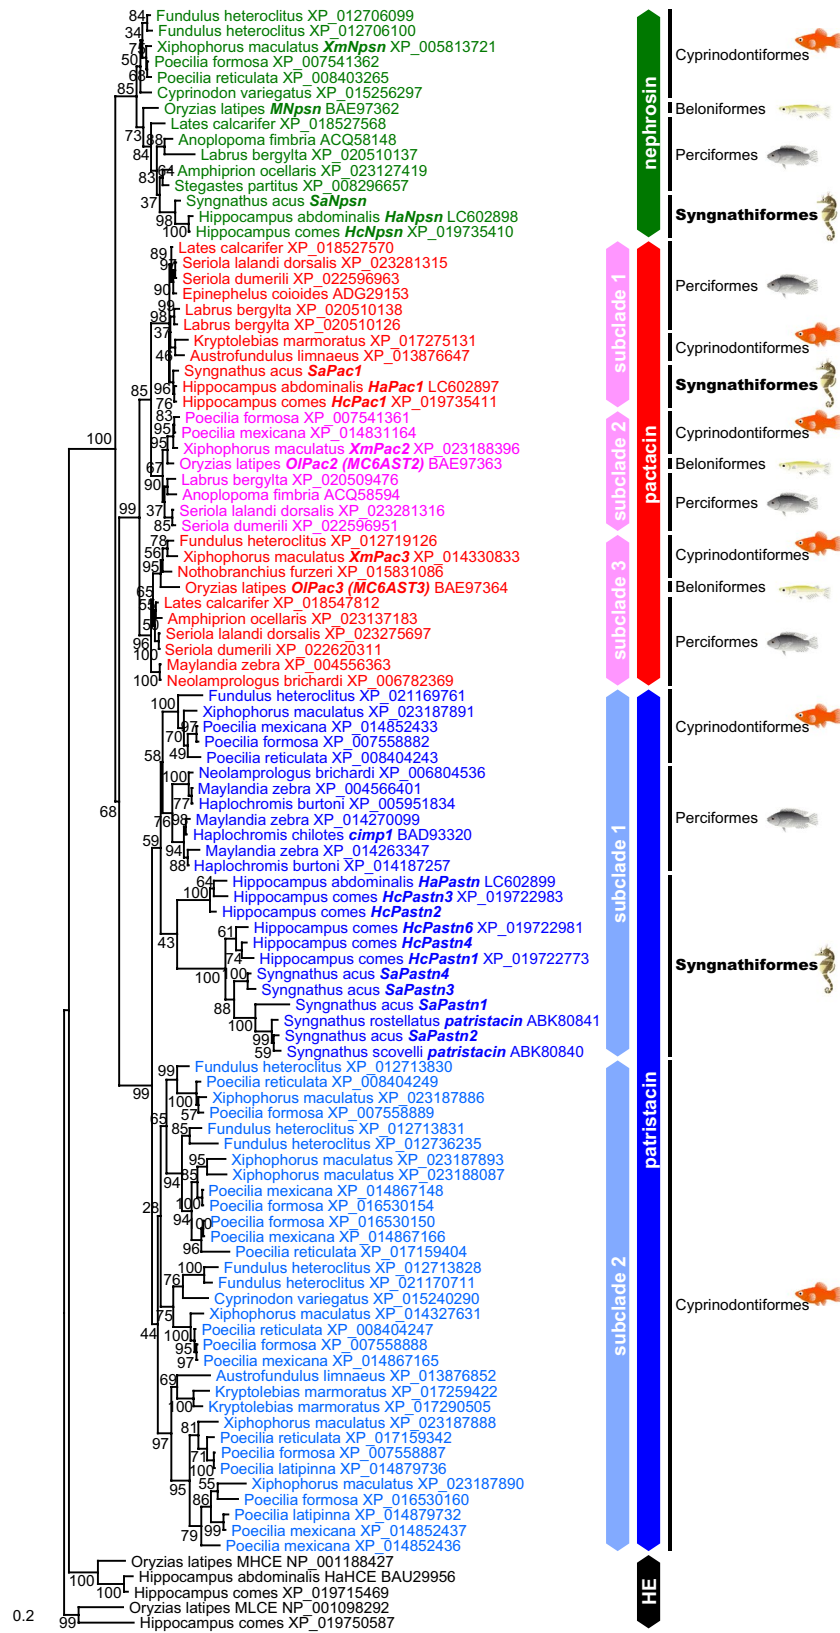 Fundulus heteroclitus XP_012706099
Fundulus heteroclitus XP_012706100
Xiphophorus maculatus XmNpsn XP_005813721
Poecilia formosa XP_007541362
Poecilia reticulata XP_008403265
Cyprinodon variegatus XP_015256297
Oryzias latipes MNpsn BAE97362
Lates calcarifer XP_018527568
Anoplopoma fimbria ACQ58148
Labrus bergylta XP_020510137
Amphiprion ocellaris XP_023127419
Stegastes partitus XP_008296657
Syngnathus acus SaNpsn
Hippocampus abdominalis HaNpsn LC602898
Hippocampus comes HcNpsn XP_019735410
Lates calcarifer XP_018527570
Seriola lalandi dorsalis XP_023281315
Seriola dumerili XP_022596963
Epinephelus coioides ADG29153
Labrus bergylta XP_020510138
Labrus bergylta XP_020510126
Kryptolebias marmoratus XP_017275131
Austrofundulus limnaeus XP_013876647
Syngnathus acus SaPac1
Hippocampus abdominalis HaPac1 LC602897
Hippocampus comes HcPac1 XP_019735411
Poecilia formosa XP_007541361
Poecilia mexicana XP_014831164
Xiphophorus maculatus XmPac2 XP_023188396
Oryzias latipes OlPac2 (MC6AST2) BAE97363
Labrus bergylta XP_020509476
Anoplopoma fimbria ACQ58594
Seriola lalandi dorsalis XP_023281316
Seriola dumerili XP_022596951
Fundulus heteroclitus XP_012719126
Xiphophorus maculatus XmPac3 XP_014330833
Nothobranchius furzeri XP_015831086
Oryzias latipes OlPac3 (MC6AST3) BAE97364
Lates calcarifer XP_018547812
Amphiprion ocellaris XP_023137183
Seriola lalandi dorsalis XP_023275697
Seriola dumerili XP_022620311
Maylandia zebra XP_004556363
Neolamprologus brichardi XP_006782369
Fundulus heteroclitus XP_021169761
Xiphophorus maculatus XP_023187891
Poecilia mexicana XP_014852433
Poecilia formosa XP_007558882
Poecilia reticulata XP_008404243
Neolamprologus brichardi XP_006804536
Maylandia zebra XP_004566401
Haplochromis burtoni XP_005951834
Maylandia zebra XP_014270099
Haplochromis chilotes cimp1 BAD93320
Maylandia zebra XP_014263347
Haplochromis burtoni XP_014187257
Hippocampus abdominalis HaPastn LC602899
Hippocampus comes HcPastn3 XP_019722983
Hippocampus comes HcPastn2
Hippocampus comes HcPastn6 XP_019722981
Hippocampus comes HcPastn4
Hippocampus comes HcPastn1 XP_019722773
Syngnathus acus SaPastn4
Syngnathus acus SaPastn3
Syngnathus acus SaPastn1
Syngnathus rostellatus patristacin ABK80841
Syngnathus acus SaPastn2
Syngnathus scovelli patristacin ABK80840
Fundulus heteroclitus XP_012713830
Poecilia reticulata XP_008404249
Xiphophorus maculatus XP_023187886
Poecilia formosa XP_007558889
Fundulus heteroclitus XP_012713831
Fundulus heteroclitus XP_012736235
Xiphophorus maculatus XP_023187893
Xiphophorus maculatus XP_023188087
Poecilia mexicana XP_014867148
Poecilia formosa XP_016530154
Poecilia formosa XP_016530150
Poecilia mexicana XP_014867166
Poecilia reticulata XP_017159404
Fundulus heteroclitus XP_012713828
Fundulus heteroclitus XP_021170711
Cyprinodon variegatus XP_015240290
Xiphophorus maculatus XP_014327631
Poecilia reticulata XP_008404247
Poecilia formosa XP_007558888
Poecilia mexicana XP_014867165
Austrofundulus limnaeus XP_013876852
Kryptolebias marmoratus XP_017259422
Kryptolebias marmoratus XP_017290505
Xiphophorus maculatus XP_023187888
Poecilia reticulata XP_017159342
Poecilia formosa XP_007558887
Poecilia latipinna XP_014879736
Xiphophorus maculatus XP_023187890
Poecilia formosa XP_016530160
Poecilia latipinna XP_014879732
Poecilia mexicana XP_014852437
Poecilia mexicana XP_014852436
Oryzias latipes MHCE NP_001188427
Hippocampus abdominalis HaHCE BAU29956
Hippocampus comes XP_019715469
Oryzias latipes MLCE NP_001098292
Hippocampus comes XP_019750587
84
34
50
68
85
73
88
84
83
37
98
100
89
90
99
98
37
46
96
76
85
83
95
95
67
90
37
85
100
99
78
56
95
65
96
100
100
100
97
70
49
58
100
77
76
98
94
88
59
64
100
43
61
74
100
100
88
100
99
59
68
99
99
100
57
65
85
94
95
85
100
94
96
28
100
76
75
100
95
97
44
69
100
97
81
71
100
95
55
86
99
79
100
100
99
0.2
nephrosin
pactacin
patristacin
HE
subclade 1
subclade 2
subclade 3
subclade 1
subclade 2
Cyprinodontiformes
Beloniformes
Perciformes
Syngnathiformes
Perciformes
Cyprinodontiformes
Syngnathiformes
Cyprinodontiformes
Beloniformes
Perciformes
Cyprinodontiformes
Beloniformes
Perciformes
Cyprinodontiformes
Perciformes
Syngnathiformes
Cyprinodontiformes